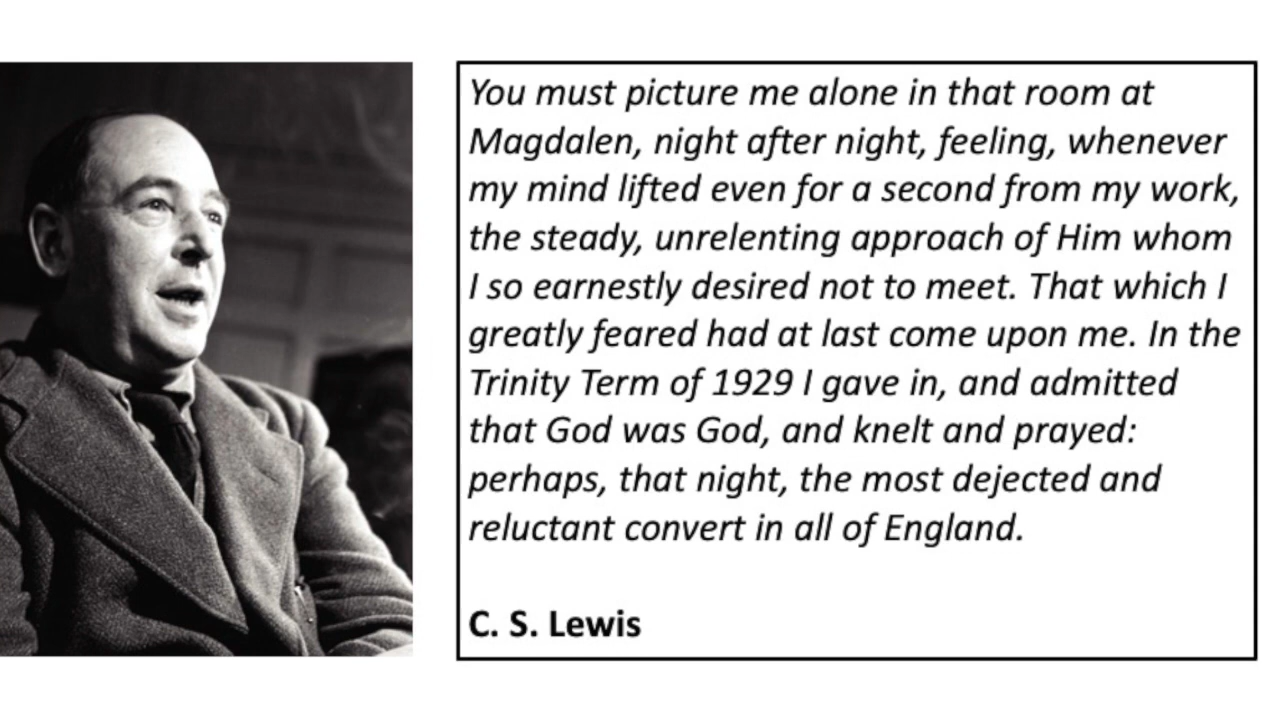 You must picture me alone in that room at
Magdalen, night after night, feeling, whenever
my mind lifted even for a second from my work,
the steady, unrelenting approach of Him whom
I so earnestly desired not to meet. That which I
greatly feared had at last come upon me. In the
Trinity Term of 1929 I gave in, and admitted
that God was God, and knelt and prayed:
perhaps, that night, the most dejected and
reluctant convert in all of England.
C. S. Lewis